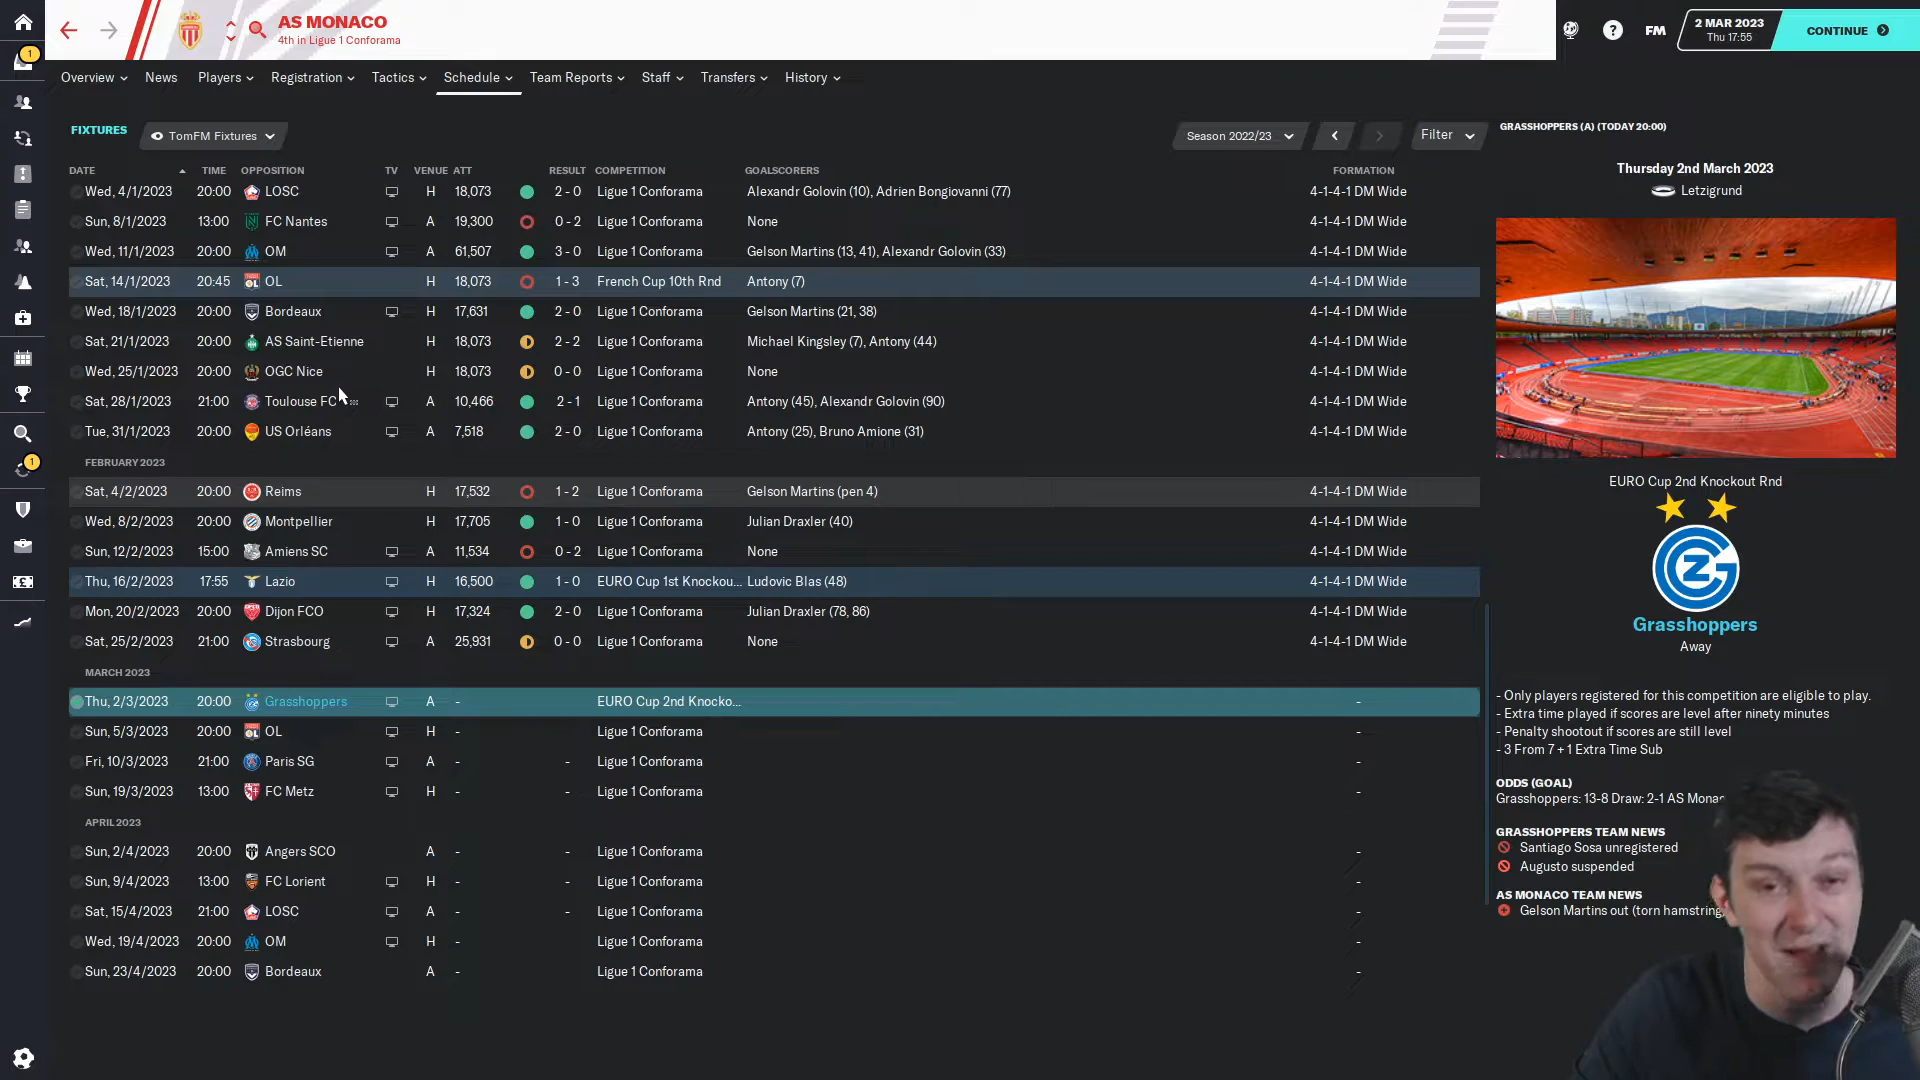 AS MONACO
4th in Ligue 1 Conforama
1
2 MAR 2023
Thu 17:55
CONTINUE
FM
Overview News Players Registration Tactics Schedule Team Reports Staff Transfers History
FIXTURES TomFM Fixtures Season 2022/23 Filter
DATE TIME OPPOSITION TV VENUE ATT RESULT COMPETITION GOALSCORERS FORMATION
Wed, 4/1/2023 20:00 LOSC H 18,073 2 - 0 Ligue 1 Conforama Alexandr Golovin (10), Adrien Bongiovanni (77) 4-1-4-1 DM Wide
Sun, 8/1/2023 13:00 FC Nantes A 19,300 0 - 2 Ligue 1 Conforama None 4-1-4-1 DM Wide
Wed, 11/1/2023 20:00 OM A 61,507 3 - 0 Ligue 1 Conforama Gelson Martins (13, 41), Alexandr Golovin (33) 4-1-4-1 DM Wide
Sat, 14/1/2023 20:45 OL H 18,073 1 - 3 French Cup 10th Rnd Antony (7) 4-1-4-1 DM Wide
Wed, 18/1/2023 20:00 Bordeaux H 17,631 2 - 0 Ligue 1 Conforama Gelson Martins (21, 38) 4-1-4-1 DM Wide
Sat, 21/1/2023 20:00 AS Saint-Etienne H 18,073 2 - 2 Ligue 1 Conforama Michael Kingsley (7), Antony (44) 4-1-4-1 DM Wide
Wed, 25/1/2023 20:00 OGC Nice H 18,073 0 - 0 Ligue 1 Conforama None 4-1-4-1 DM Wide
Sat, 28/1/2023 21:00 Toulouse FC A 10,466 2 - 1 Ligue 1 Conforama Antony (45), Alexandr Golovin (90) 4-1-4-1 DM Wide
Tue, 31/1/2023 20:00 US Orléans A 7,518 2 - 0 Ligue 1 Conforama Antony (25), Bruno Amione (31) 4-1-4-1 DM Wide
1
FEBRUARY 2023
Sat, 4/2/2023 20:00 Reims H 17,532 1 - 2 Ligue 1 Conforama Gelson Martins (pen 4) 4-1-4-1 DM Wide
Wed, 8/2/2023 20:00 Montpellier H 17,705 1 - 0 Ligue 1 Conforama Julian Draxler (40) 4-1-4-1 DM Wide
Sun, 12/2/2023 15:00 Amiens SC A 11,534 0 - 2 Ligue 1 Conforama None 4-1-4-1 DM Wide
Thu, 16/2/2023 17:55 Lazio H 16,500 1 - 0 EURO Cup 1st Knockou... Ludovic Blas (48) 4-1-4-1 DM Wide
Mon, 20/2/2023 20:00 Dijon FCO H 17,324 2 - 0 Ligue 1 Conforama Julian Draxler (78, 86) 4-1-4-1 DM Wide
Sat, 25/2/2023 21:00 Strasbourg A 25,931 0 - 0 Ligue 1 Conforama None 4-1-4-1 DM Wide
MARCH 2023
Thu, 2/3/2023 20:00 Grasshoppers A - EURO Cup 2nd Knocko... -
Sun, 5/3/2023 20:00 OL H - Ligue 1 Conforama -
Fri, 10/3/2023 21:00 Paris SG A - - Ligue 1 Conforama -
Sun, 19/3/2023 13:00 FC Metz H - - Ligue 1 Conforama -
APRIL 2023
Sun, 2/4/2023 20:00 Angers SCO A - - Ligue 1 Conforama -
Sun, 9/4/2023 13:00 FC Lorient H - - Ligue 1 Conforama -
Sat, 15/4/2023 21:00 LOSC A - - Ligue 1 Conforama -
Wed, 19/4/2023 20:00 OM H - Ligue 1 Conforama -
Sun, 23/4/2023 20:00 Bordeaux A - Ligue 1 Conforama -
GRASSHOPPERS (A) (TODAY 20:00)
Thursday 2nd March 2023
Letzigrund
EURO Cup 2nd Knockout Rnd
Grasshoppers
Away
- Only players registered for this competition are eligible to play.
- Extra time played if scores are level after ninety minutes
- Penalty shootout if scores are still level
- 3 From 7 + 1 Extra Time Sub
ODDS (GOAL)
Grasshoppers: 13-8 Draw: 2-1 AS Monac
GRASSHOPPERS TEAM NEWS
Santiago Sosa unregistered
Augusto suspended
AS MONACO TEAM NEWS
Gelson Martins out (torn hamstring